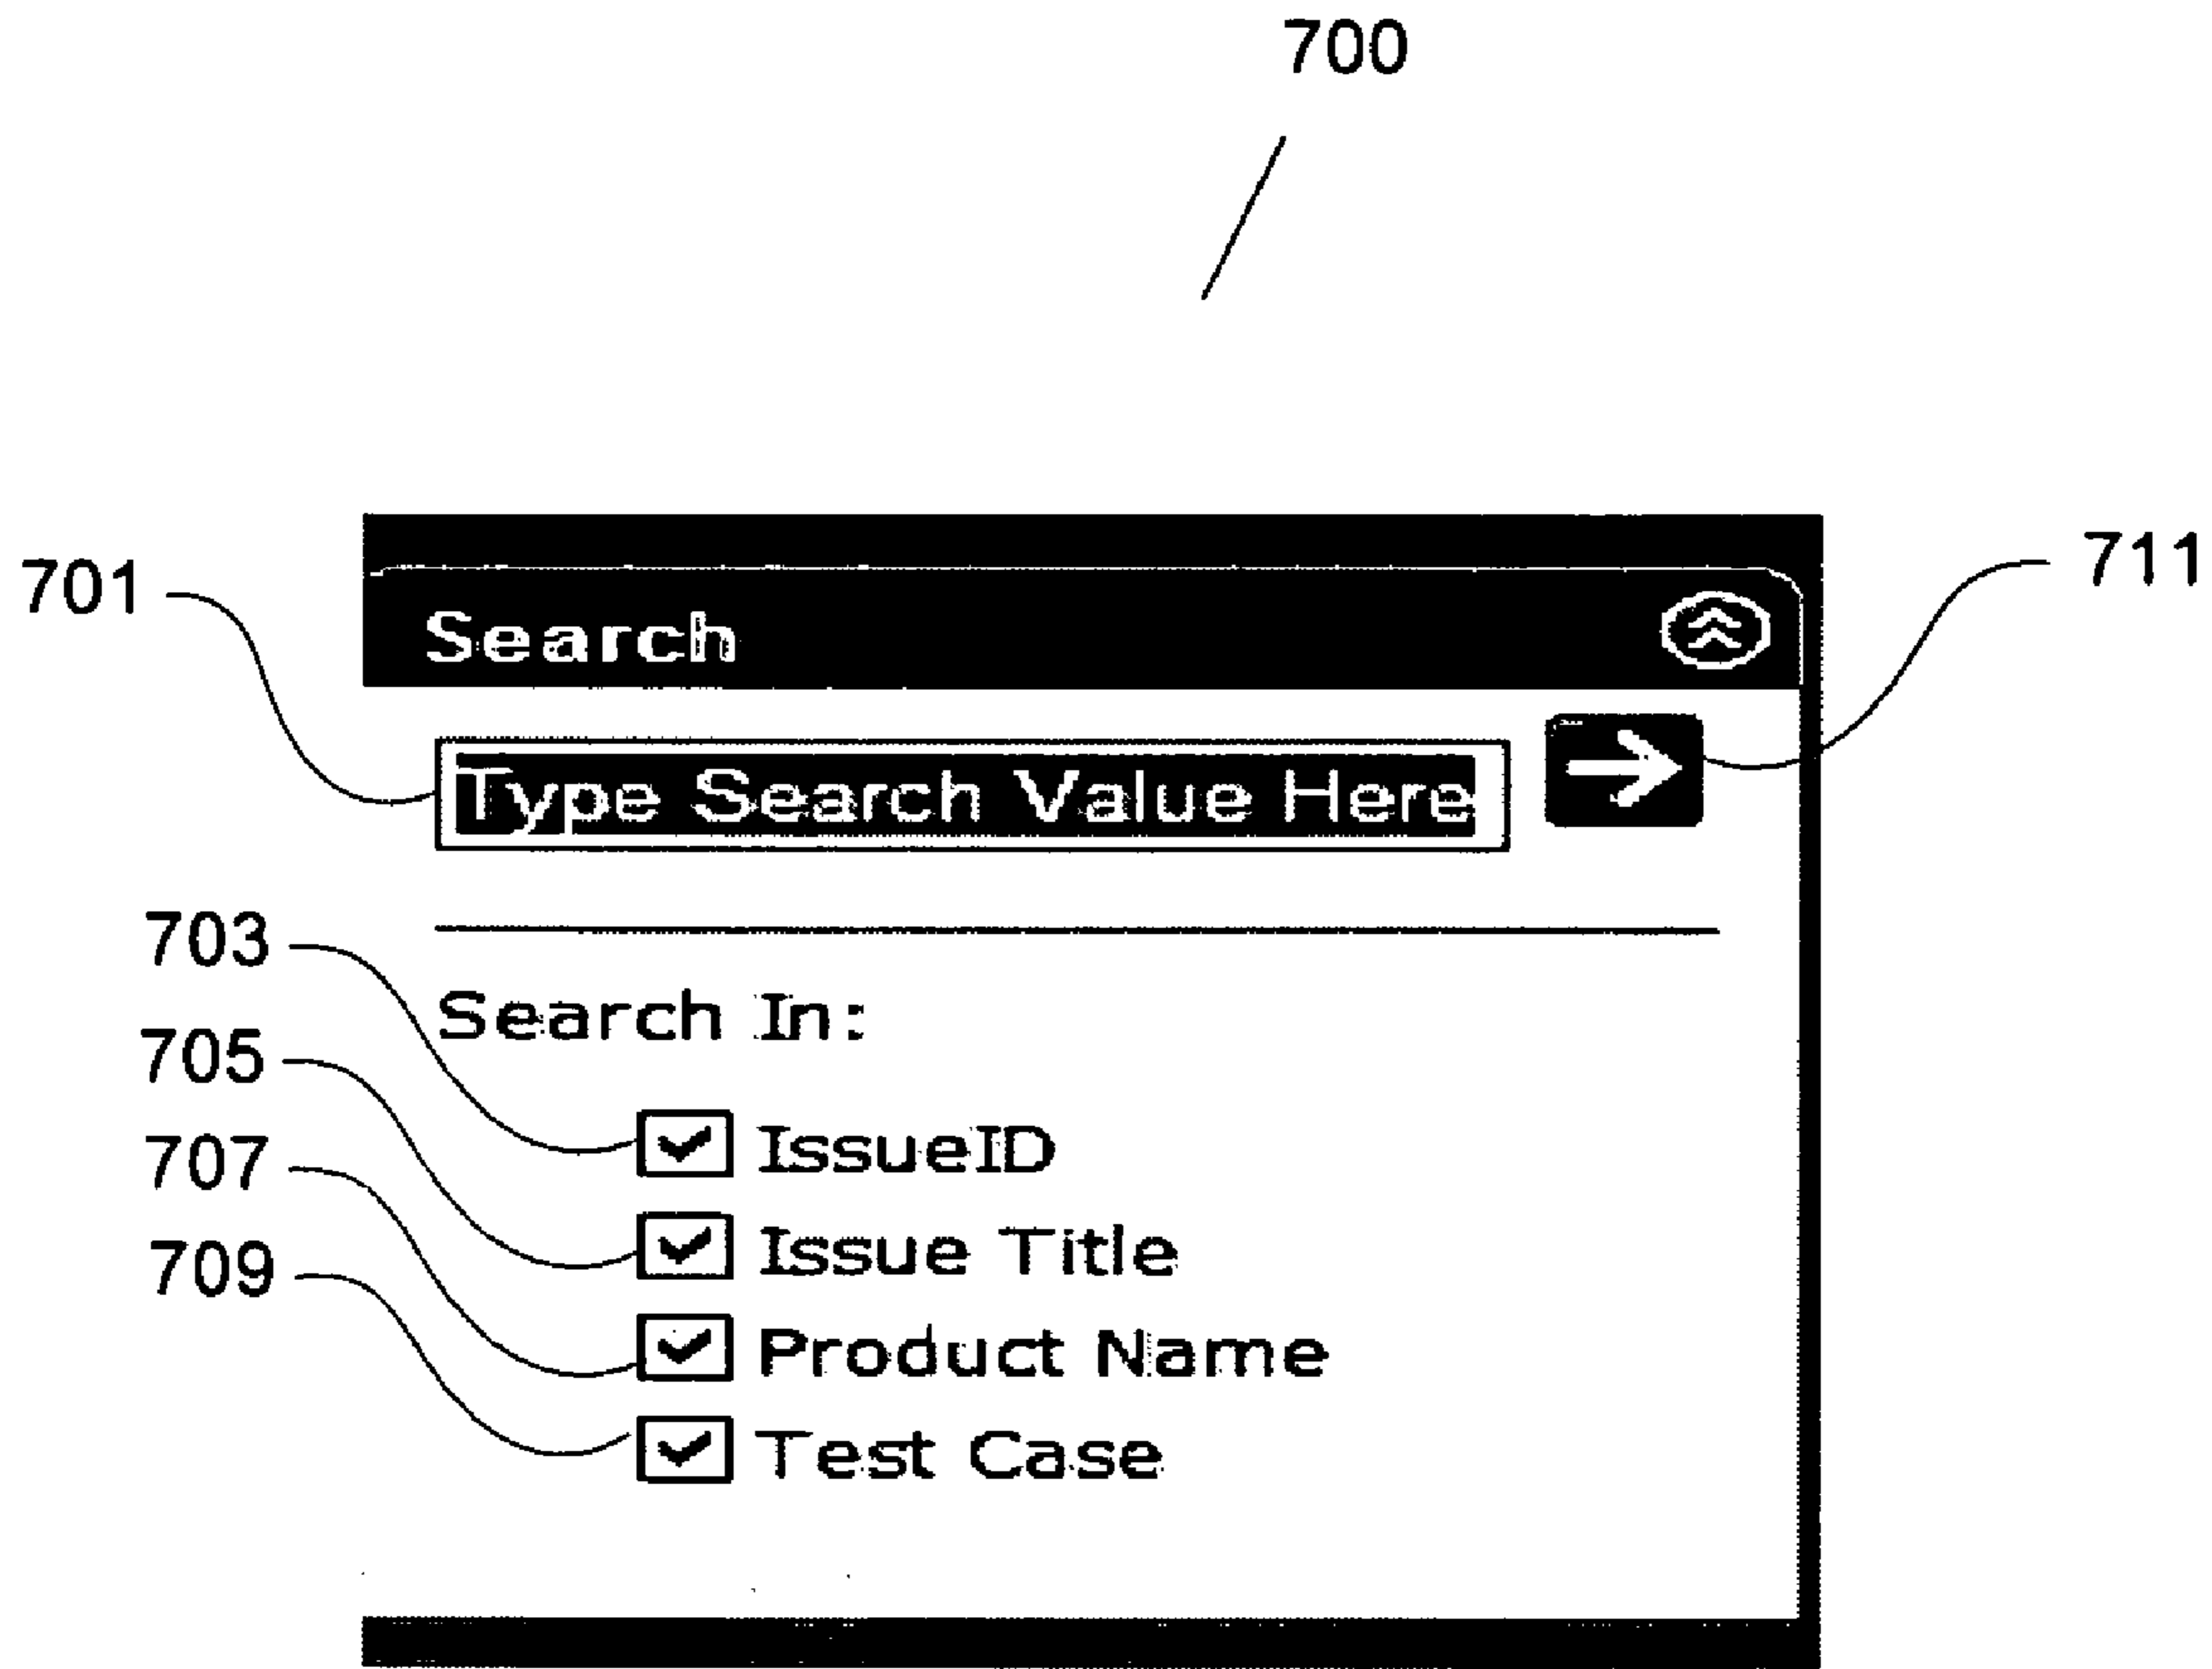 700
701
711
Search
Type Search Value Here
703
Search In:
705
707
IssueID
709
Issue Title
Product Name
Test Case